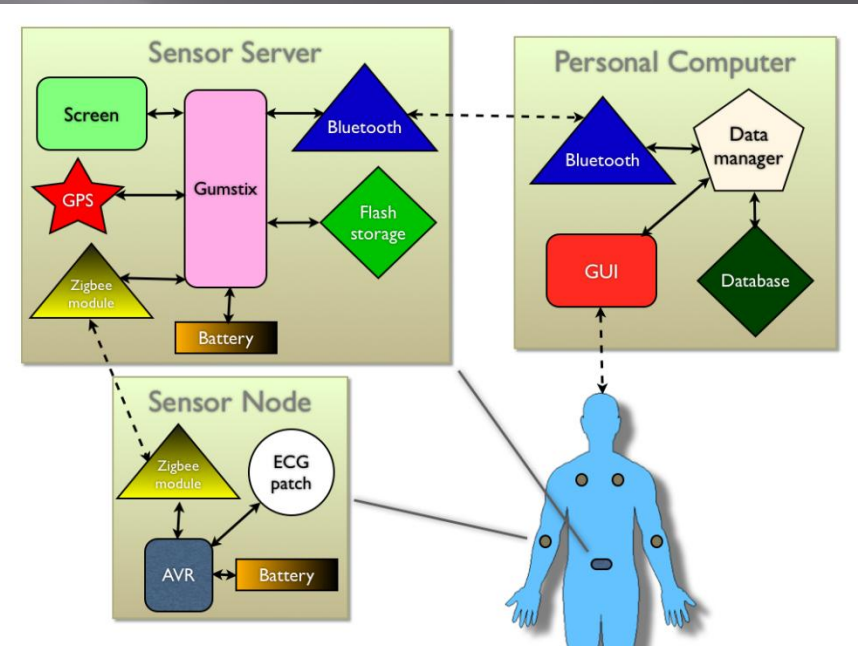 Sensor Server
Screen
GPS
Zigbee
module
Gumstix
Bluetooth
Flash
storage
Battery
Personal Computer
Bluetooth
Data
manager
GUI
Database
Sensor Node
Zigbee
module
ECG
patch
AVR
Battery